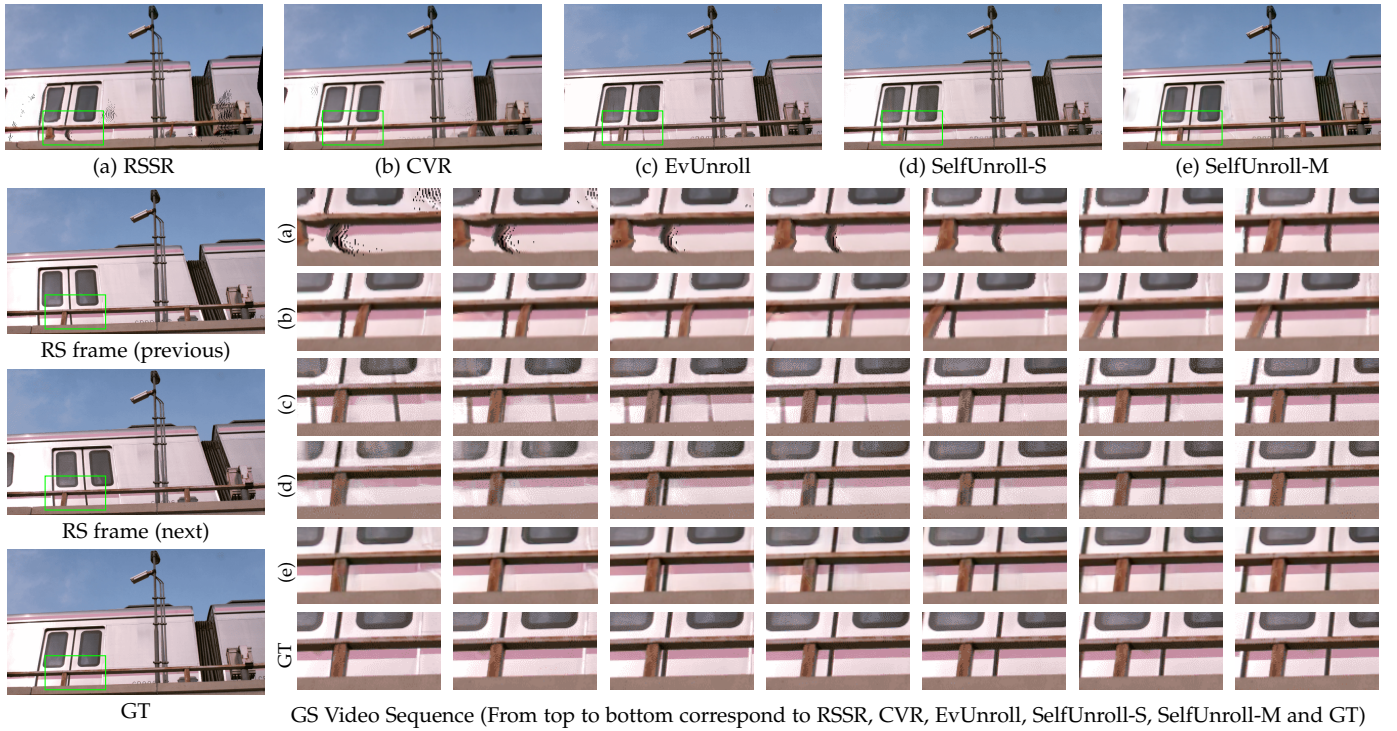 (a) RSSR
(b) CVR
(c) EvUnroll
(d) SelfUnroll-S
(e) SelfUnroll-M
RS frame (previous)
RS frame (next)
GT
(a)
(b)
(c)
(d)
(e)
GT
GS Video Sequence (From top to bottom correspond to RSSR, CVR, EvUnroll, SelfUnroll-S, SelfUnroll-M and GT)